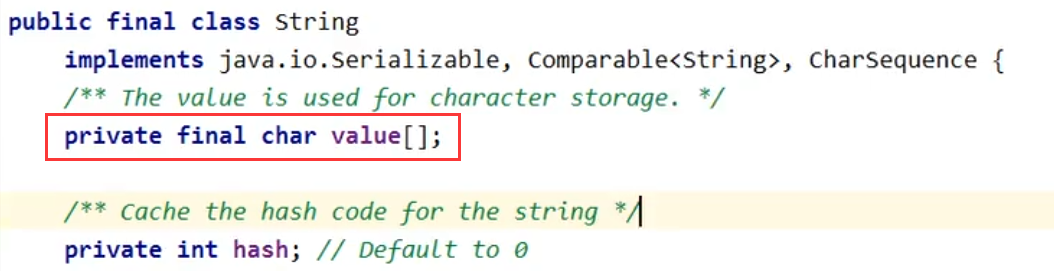 public final class String
    implements java.io.Serializable, Comparable<String>, CharSequence {
    /** The value is used for character storage. */
    private final char value[];
    /** Cache the hash code for the string */
    private int hash; // Default to 0